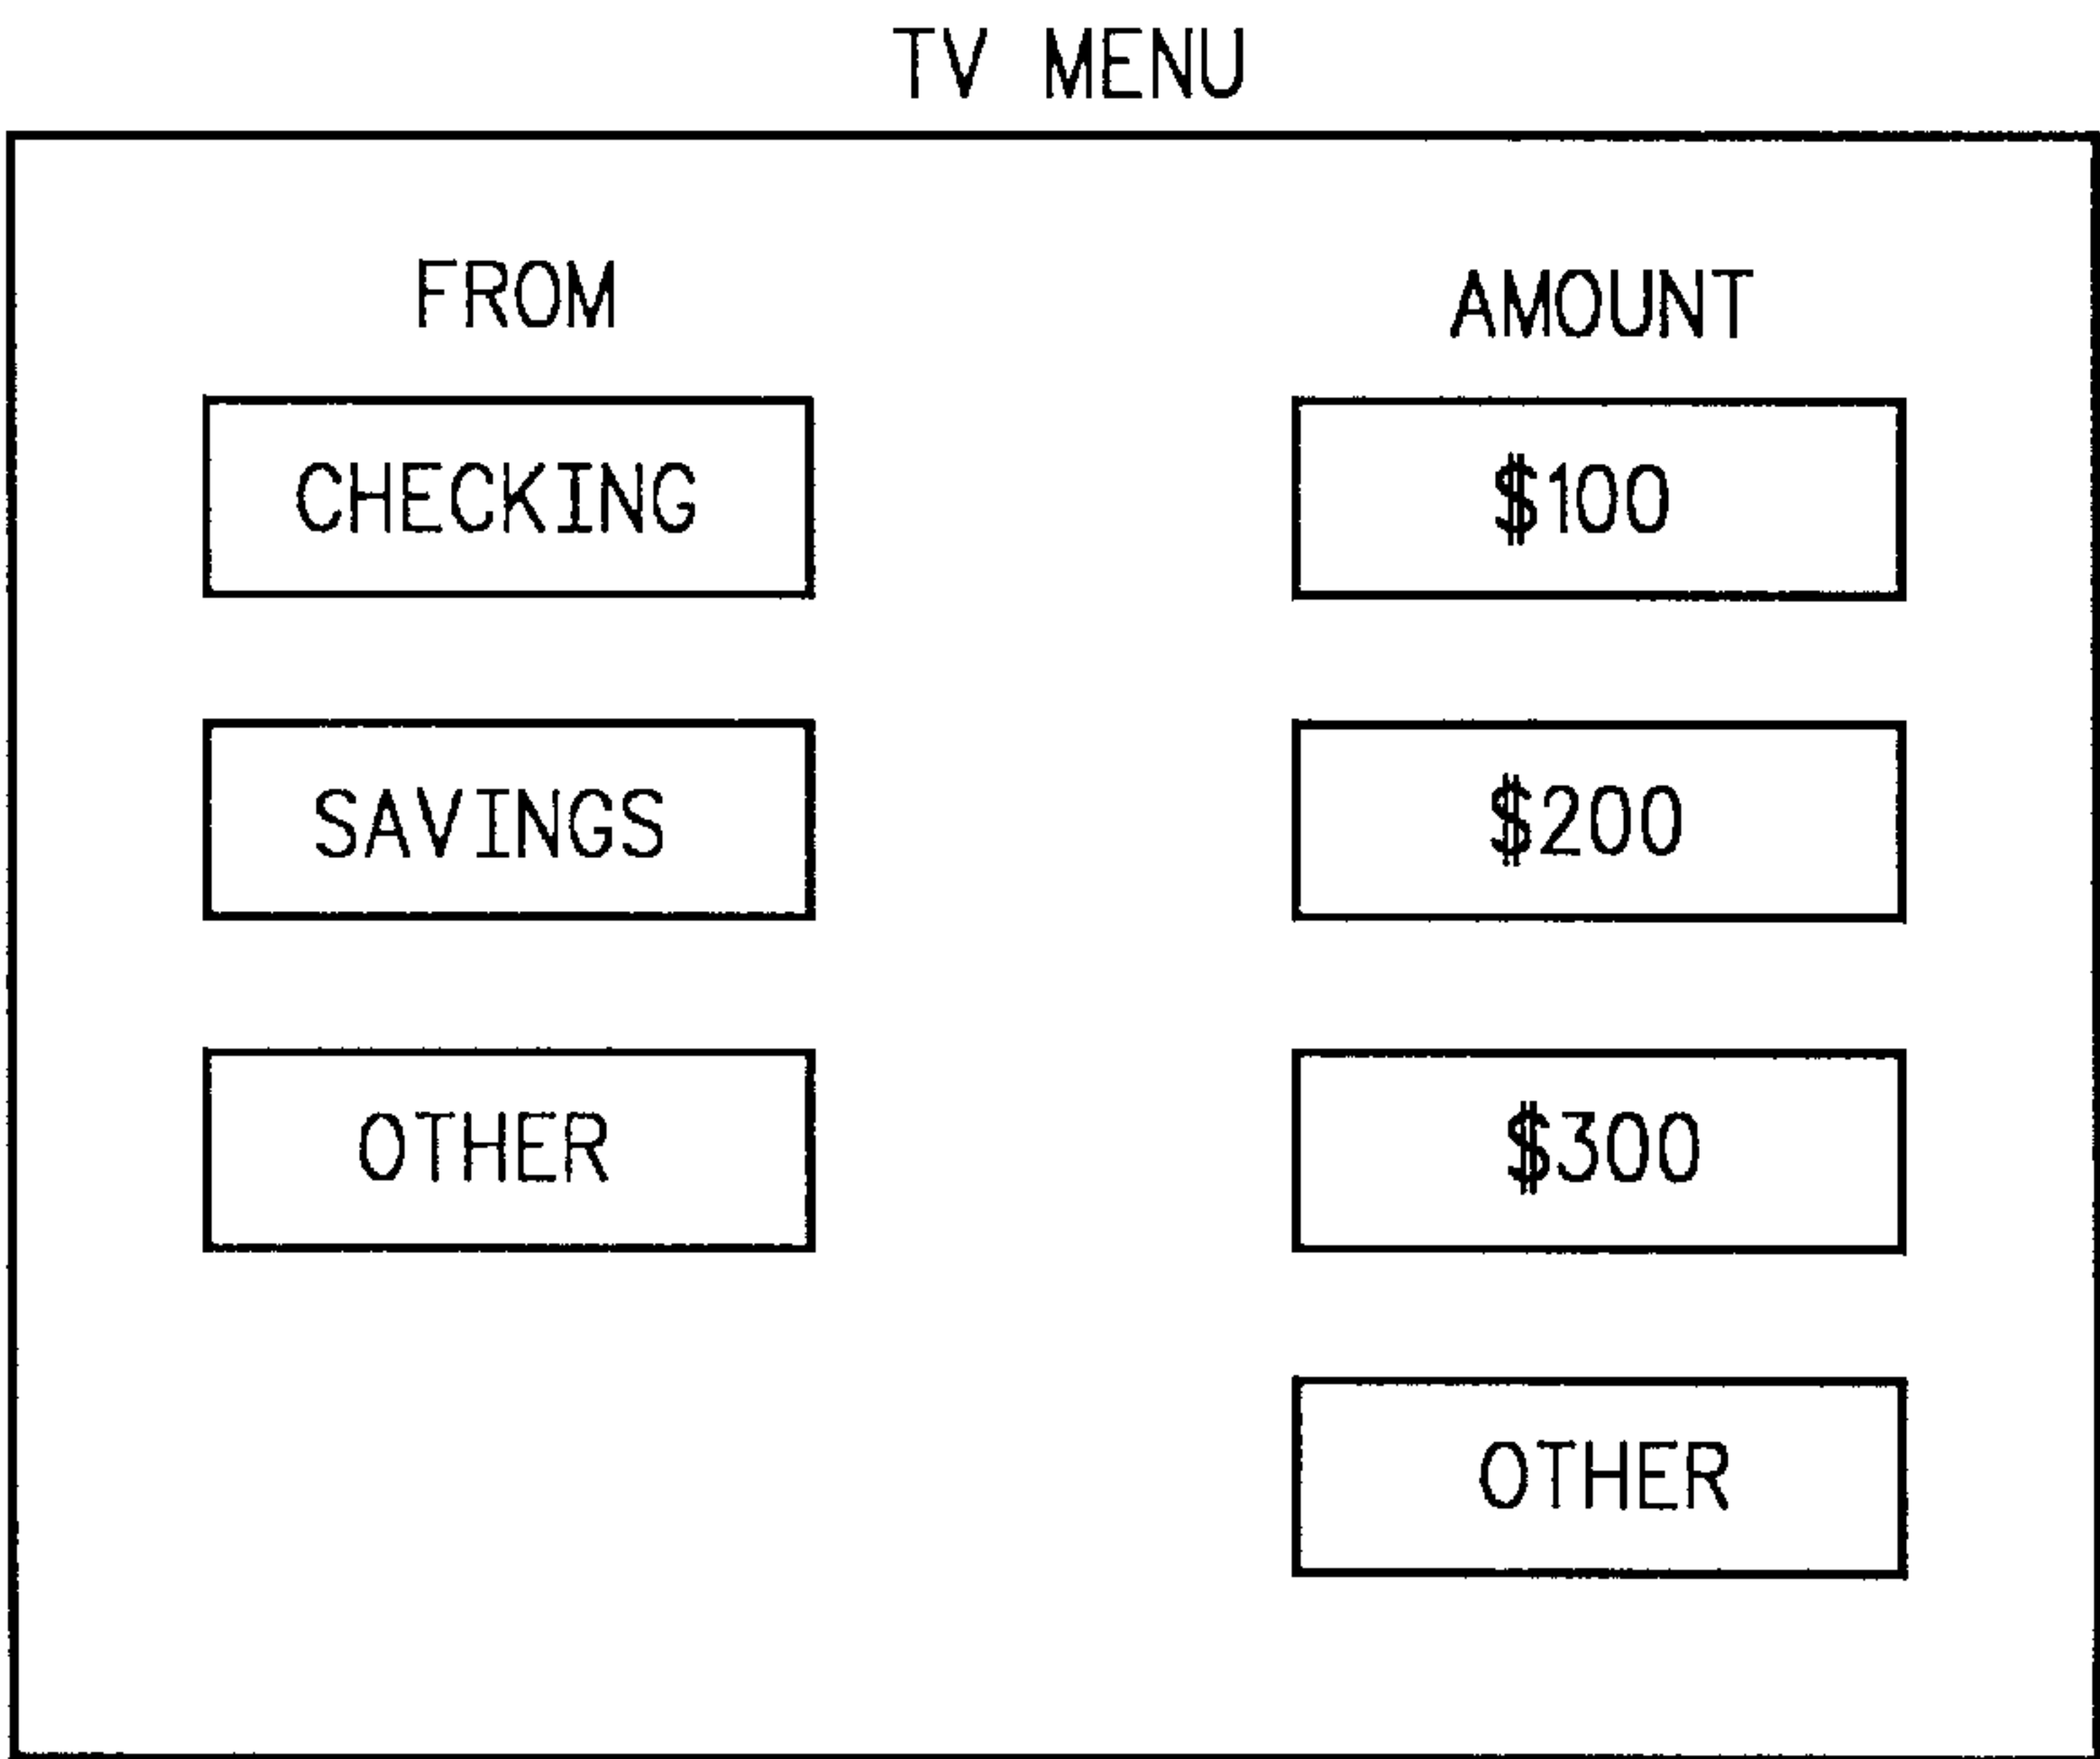 TV MENU
FROM
CHECKING
SAVINGS
OTHER
AMOUNT
$100
$200
$300
OTHER